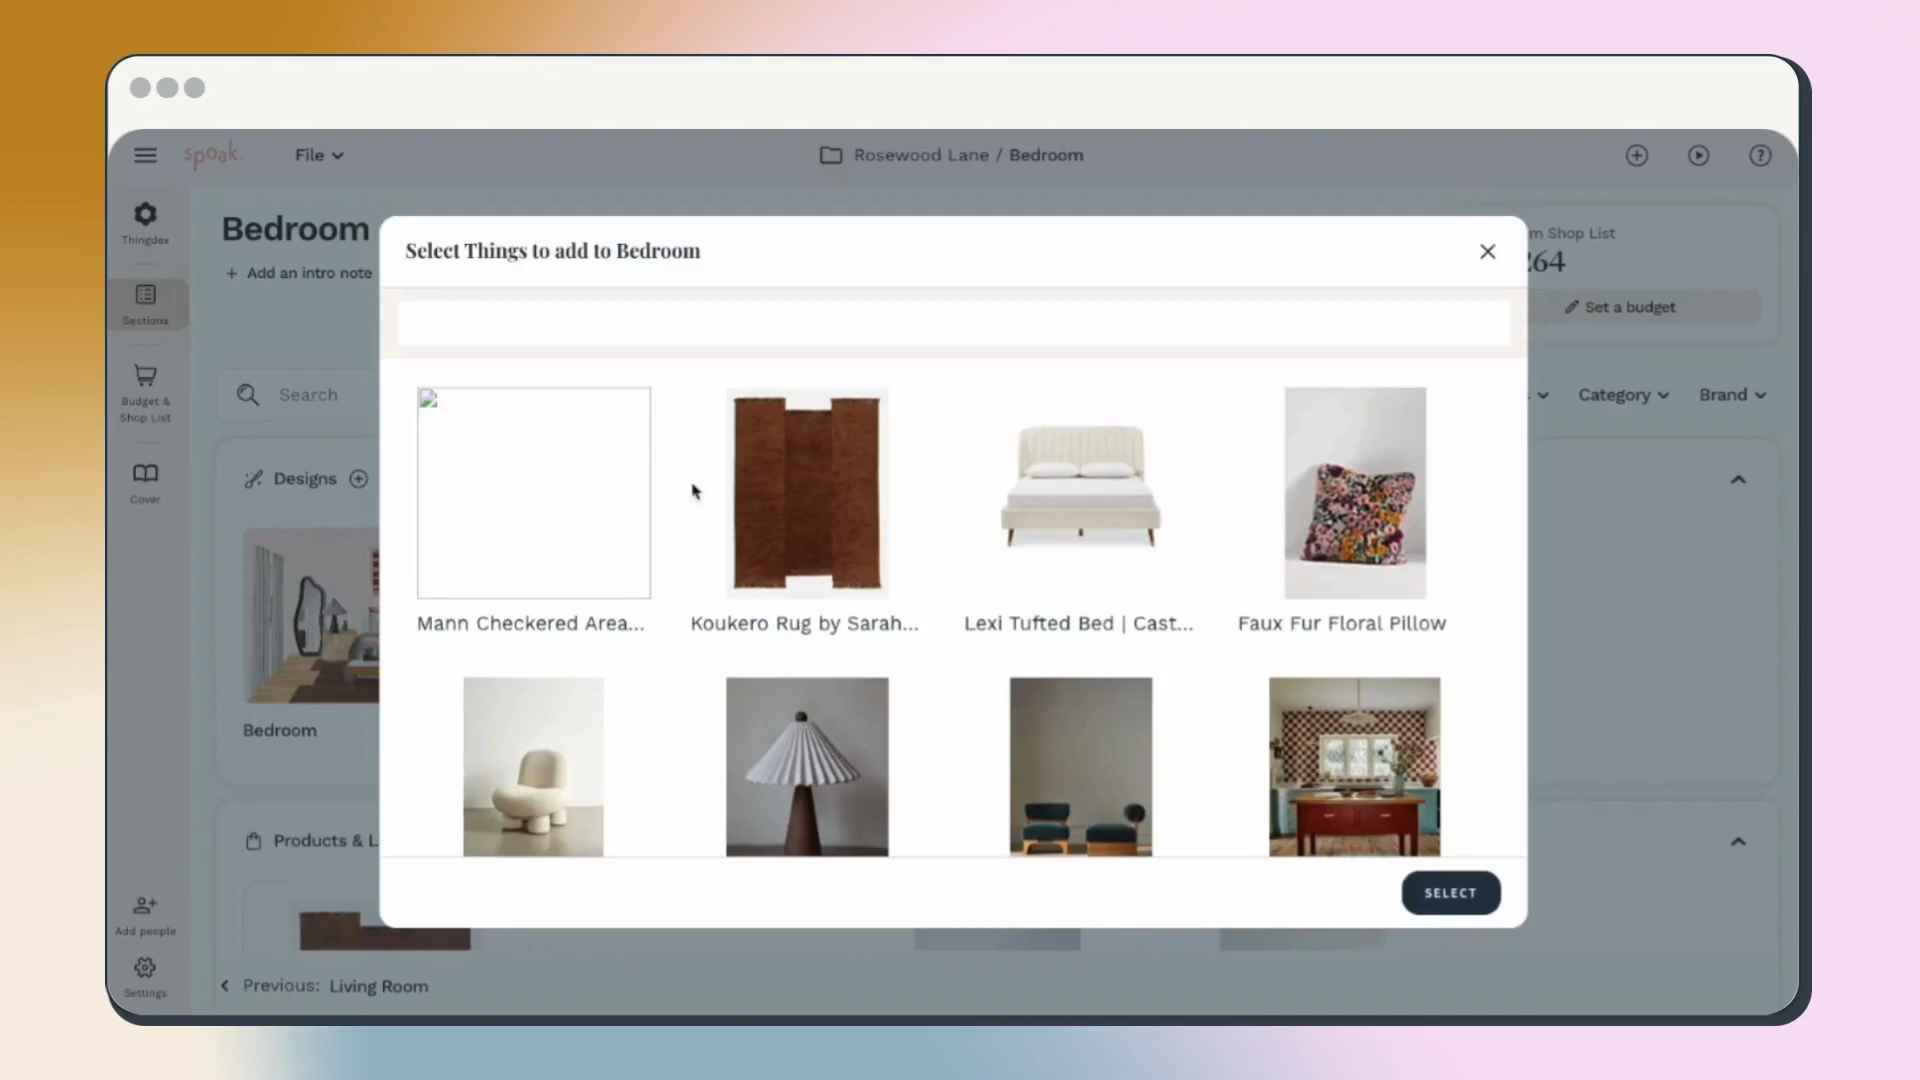 spoak.
File
Rosewood Lane / Bedroom
Thingdex
Sections
Budget &
Shop List
Cover
Add people
Settings
Bedroom
+ Add an intro note
Search
Designs
Bedroom
Products & L
Previous: Living Room
m Shop List
264
Set a budget
Category
Brand
Select Things to add to Bedroom
Mann Checkered Area...
Koukero Rug by Sarah...
Lexi Tufted Bed | Cast...
Faux Fur Floral Pillow
SELECT